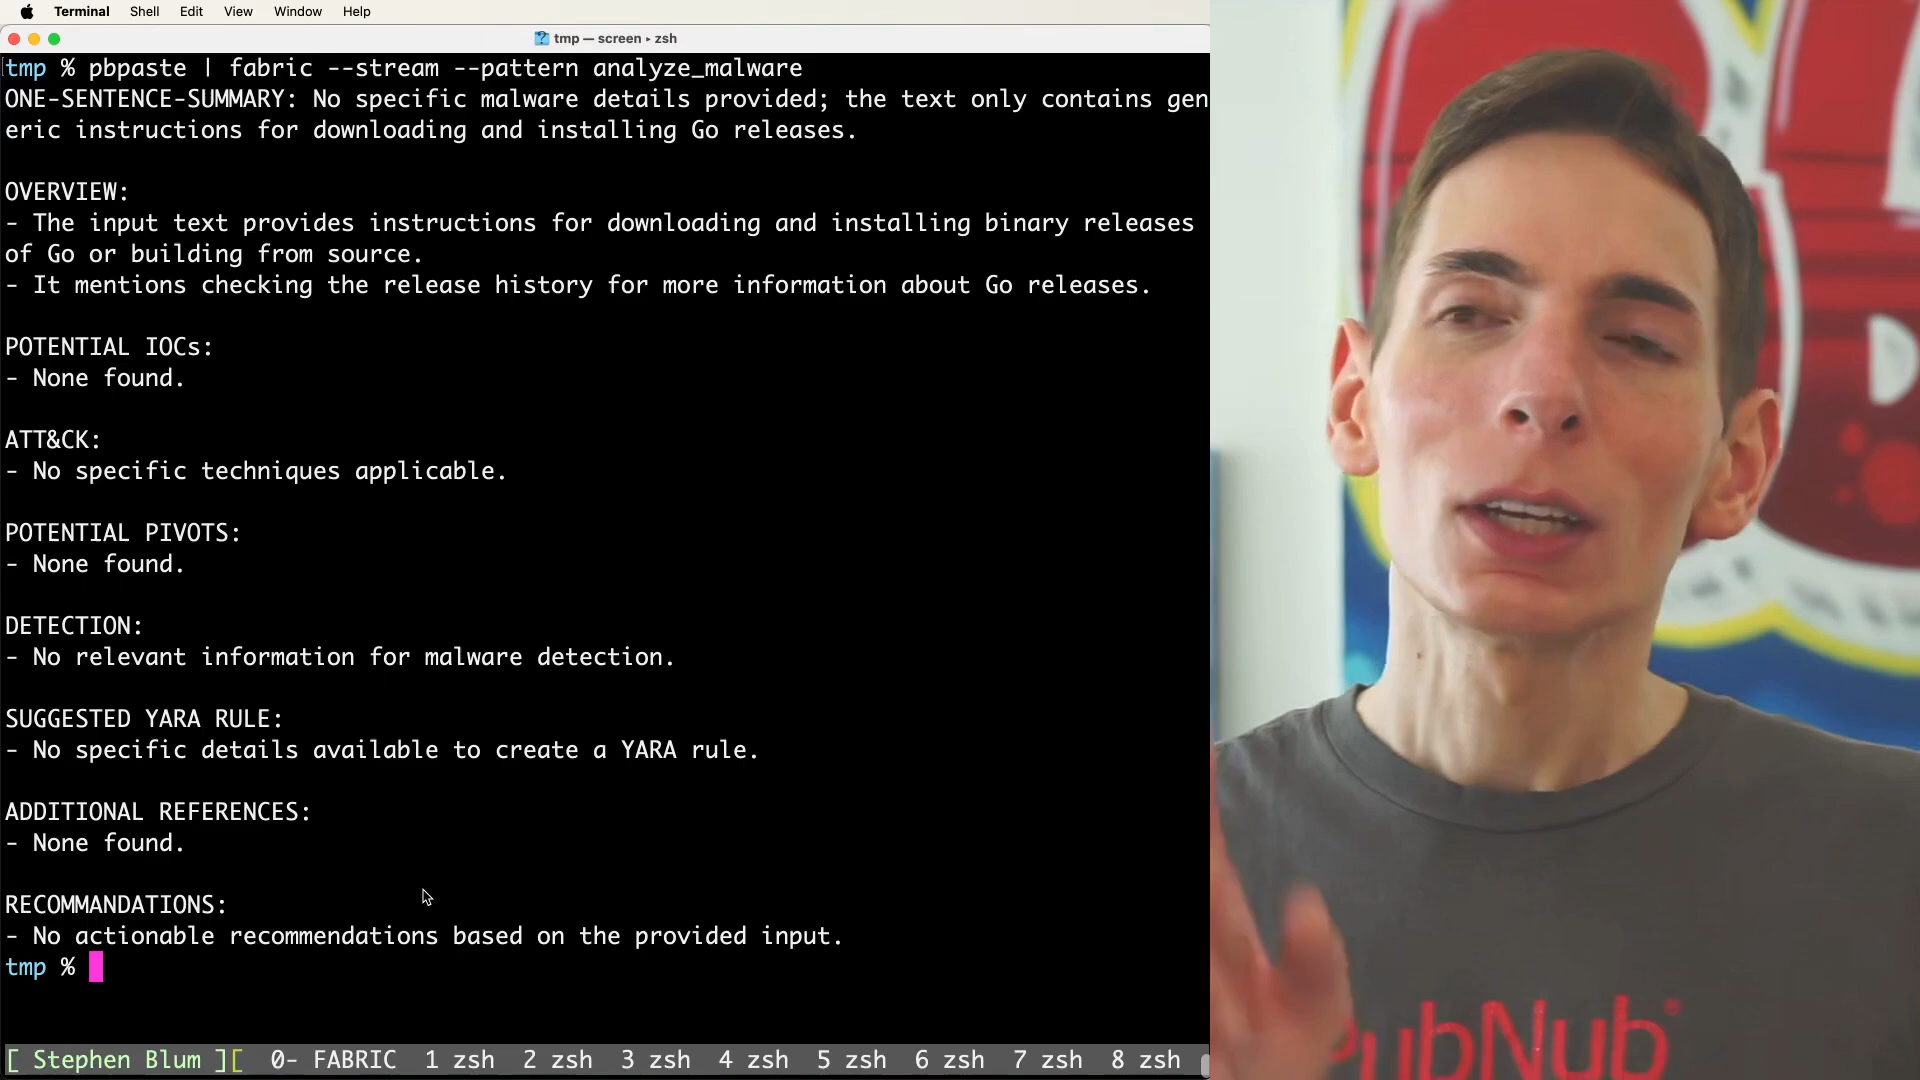 Terminal Shell Edit View Window Help
tmp — screen ▸ zsh
tmp % pbpaste | fabric --stream --pattern analyze_malware
ONE-SENTENCE-SUMMARY: No specific malware details provided; the text only contains gen
eric instructions for downloading and installing Go releases.
OVERVIEW:
- The input text provides instructions for downloading and installing binary releases
of Go or building from source.
- It mentions checking the release history for more information about Go releases.
POTENTIAL IOCs:
- None found.
ATT&CK:
- No specific techniques applicable.
POTENTIAL PIVOTS:
- None found.
DETECTION:
- No relevant information for malware detection.
SUGGESTED YARA RULE:
- No specific details available to create a YARA rule.
ADDITIONAL REFERENCES:
- None found.
RECOMMANDATIONS:
- No actionable recommendations based on the provided input.
tmp %
[ Stephen Blum ][ 0- FABRIC 1 zsh 2 zsh 3 zsh 4 zsh 5 zsh 6 zsh 7 zsh 8 zsh
PubNub®